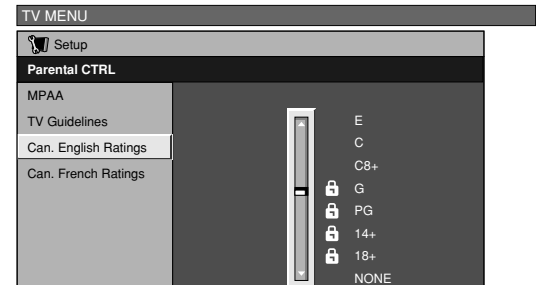 TV MENU
Setup
Parental CTRL
MPAA
TV Guidelines
Can. English Ratings
Can. French Ratings
E
C
C8+
G
PG
14+
18+
NONE